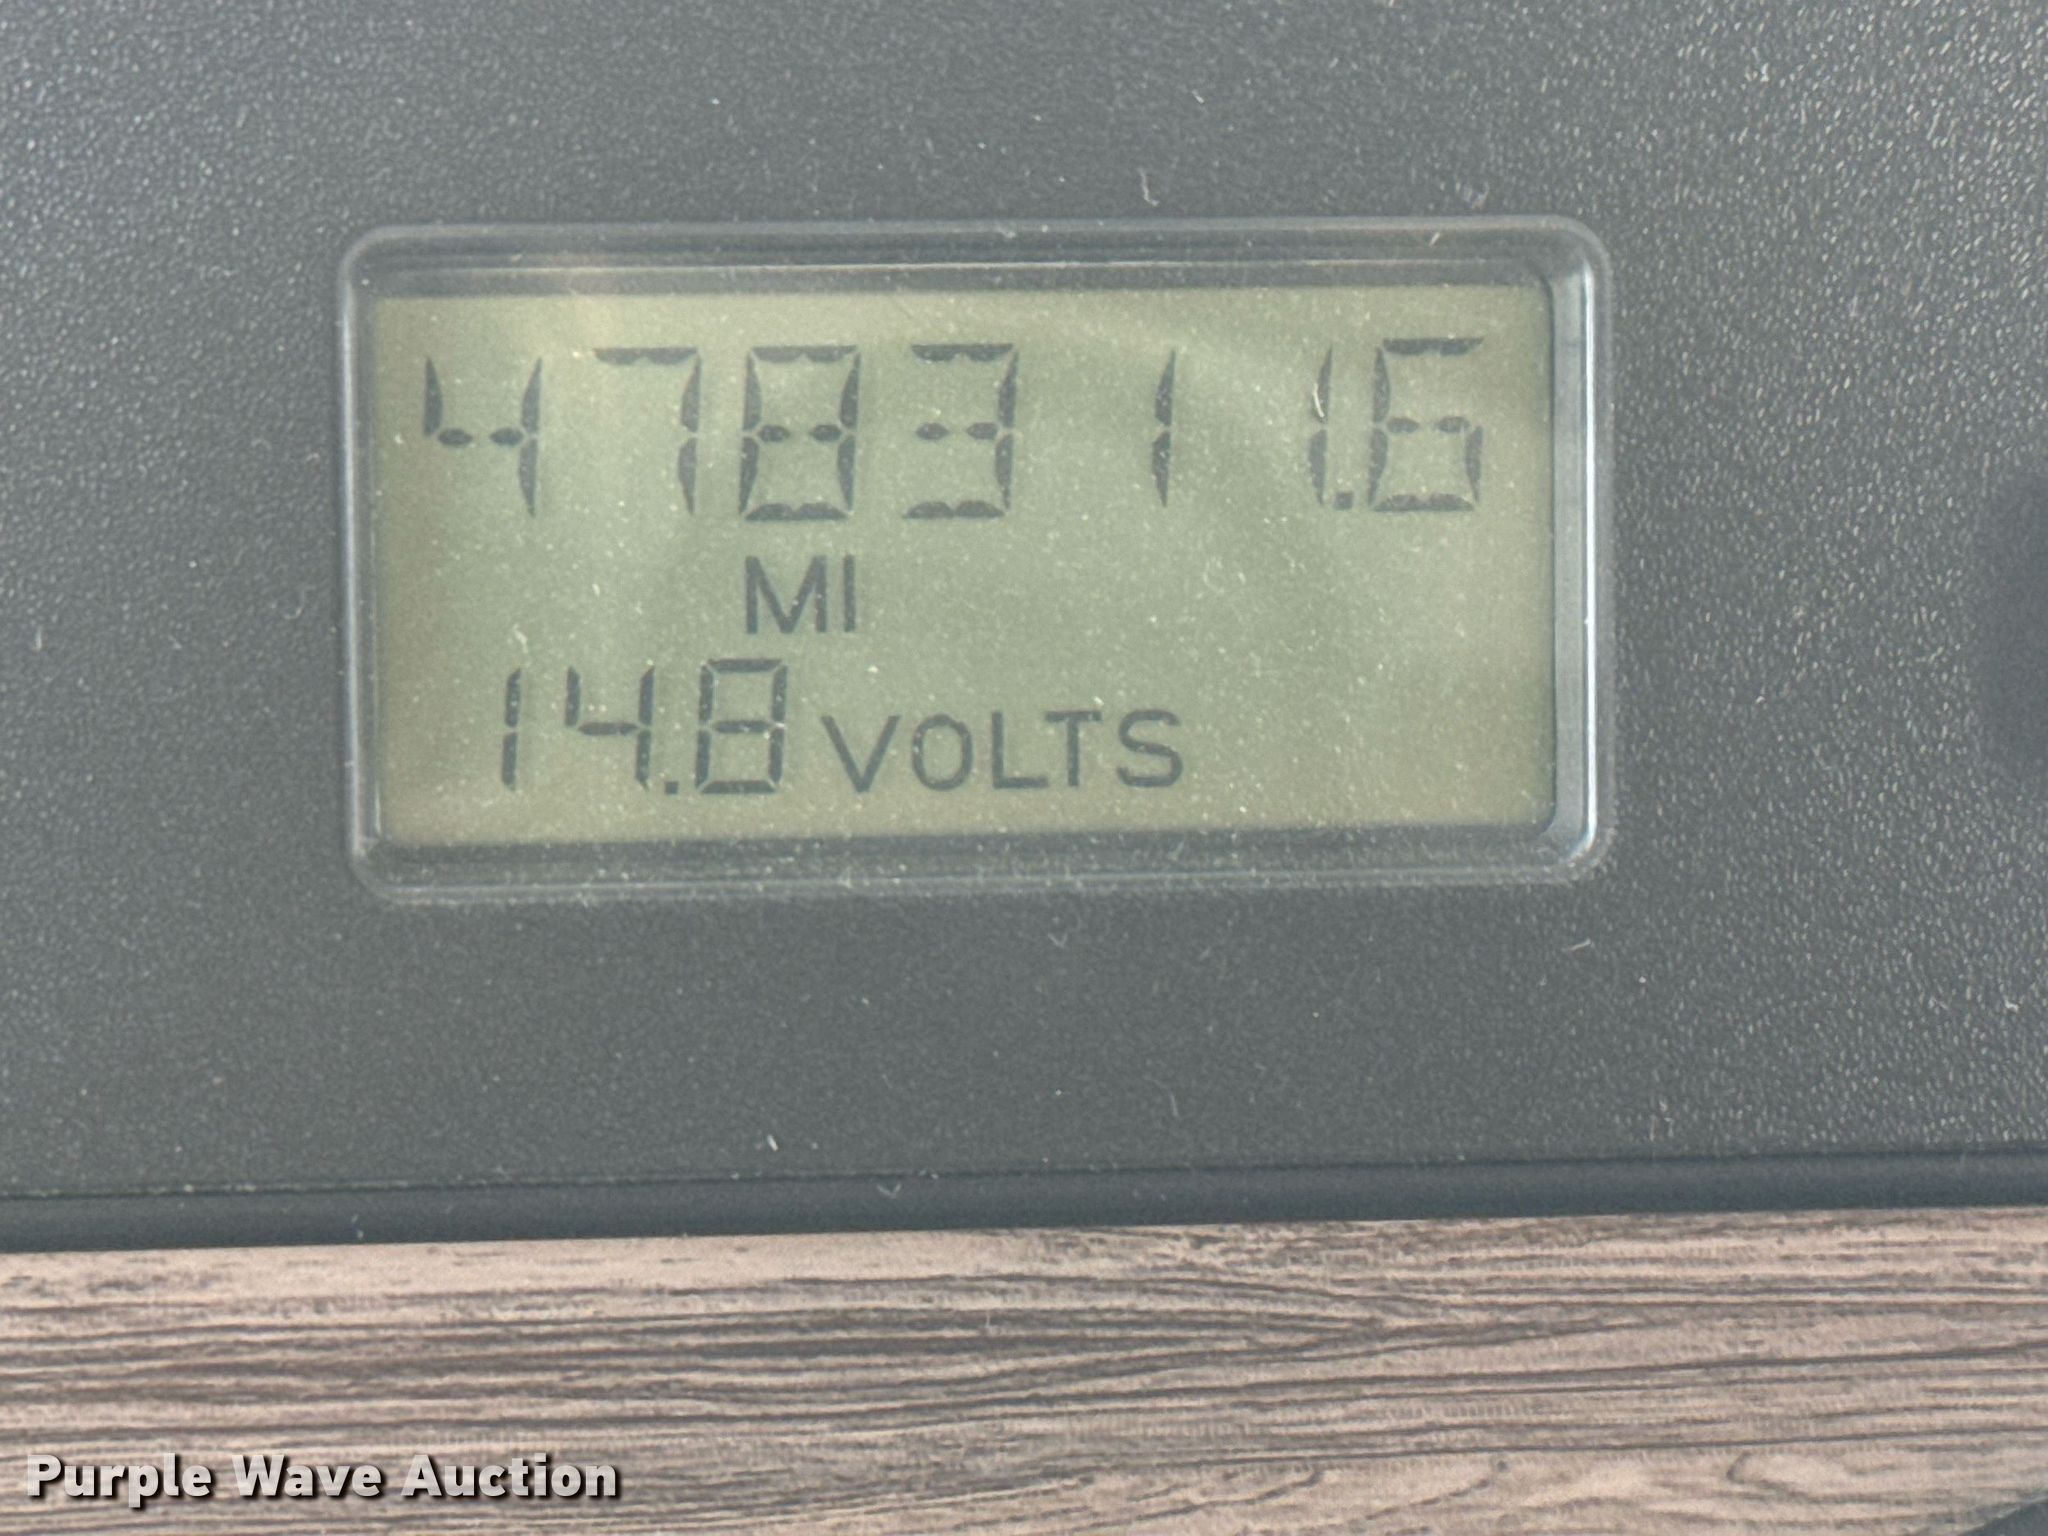 478311.6
MI
14.8 VOLTS
Purple Wave Auction